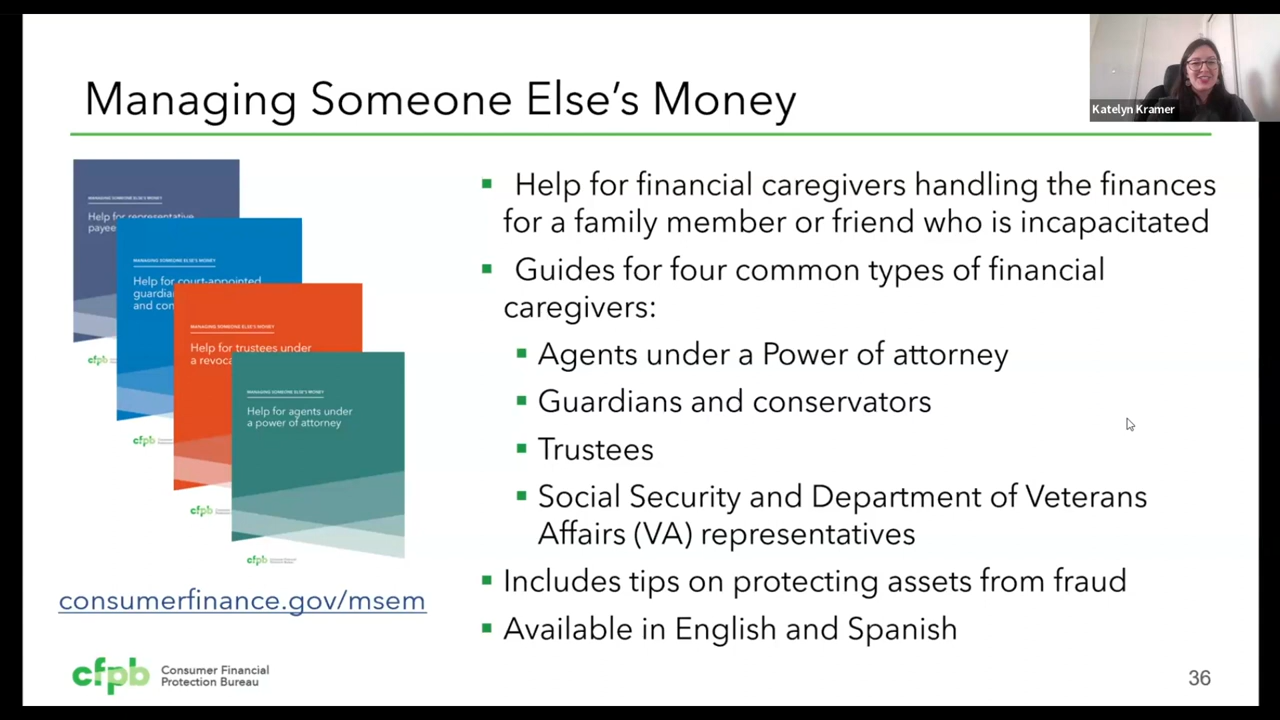 Managing Someone Else's Money
Katelyn Kramer
MANAGING SOMEONE ELSE'S MONEY
Help for representative
payee
MANAGING SOMEONE ELSE'S MONEY
Help for court-appointed
guardia
and con
MANAGING SOMEONE ELSE'S MONEY
Help for trustees under
a revoca
MANAGING SOMEONE ELSE'S MONEY
Help for agents under
a power of attorney
cfpb
cfpb
cfpb
cfpb
consumerfinance.gov/msem
Help for financial caregivers handling the finances
for a family member or friend who is incapacitated
Guides for four common types of financial
caregivers:
Agents under a Power of attorney
Guardians and conservators
Trustees
Social Security and Department of Veterans
Affairs (VA) representatives
Includes tips on protecting assets from fraud
Available in English and Spanish
cfpb Consumer Financial
Protection Bureau
36